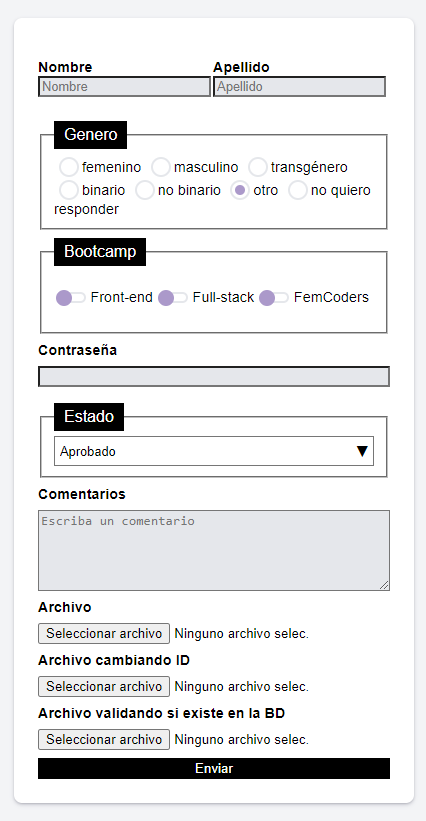 Nombre Apellido
Nombre Apellido
Genero
femenino masculino transgénero
binario no binario otro no quiero
responder
Bootcamp
Front-end Full-stack FemCoders
Contraseña
Estado
Aprobado
Comentarios
Escriba un comentario
Archivo
Seleccionar archivo Ninguno archivo selec.
Archivo cambiando ID
Seleccionar archivo Ninguno archivo selec.
Archivo validando si existe en la BD
Seleccionar archivo Ninguno archivo selec.
Enviar